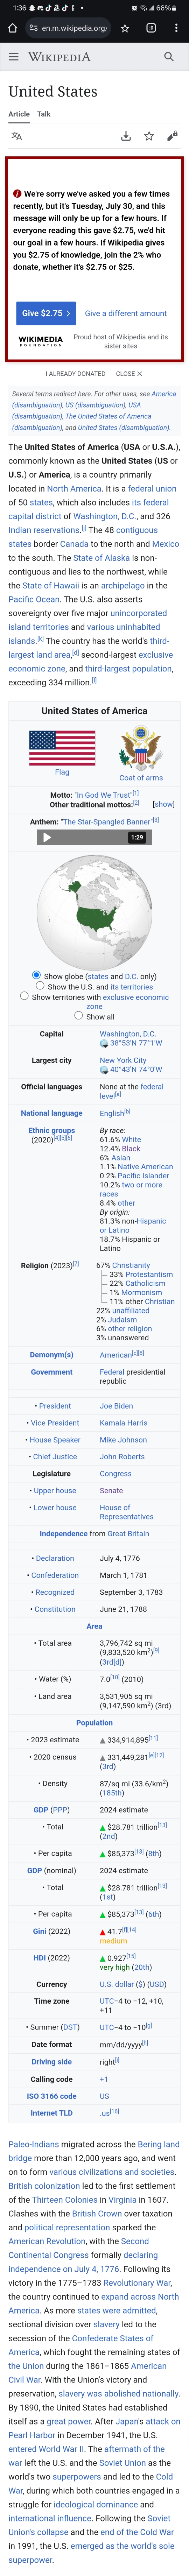 1:36
66%
en.m.wikipedia.org/
WIKIPEDIA
United States
Article Talk
We're sorry we've asked you a few times
recently, but it's Tuesday, July 30, and this
message will only be up for a few hours. If
everyone reading this gave $2.75, we'd hit
our goal in a few hours. If Wikipedia gives
you $2.75 of knowledge, join the 2% who
donate, whether it's $2.75 or $25.
Give $2.75 > Give a different amount
WIKIMEDIA
FOUNDATION
Proud host of Wikipedia and its
sister sites
I ALREADY DONATED CLOSE ×
Several terms redirect here. For other uses, see America
(disambiguation), US (disambiguation), USA
(disambiguation), The United States of America
(disambiguation), and United States (disambiguation).
The United States of America (USA or U.S.A.),
commonly known as the United States (US or
U.S.) or America, is a country primarily
located in North America. It is a federal union
of 50 states, which also includes its federal
capital district of Washington, D.C., and 326
Indian reservations.[j] The 48 contiguous
states border Canada to the north and Mexico
to the south. The State of Alaska is non-
contiguous and lies to the northwest, while
the State of Hawaii is an archipelago in the
Pacific Ocean. The U.S. also asserts
sovereignty over five major unincorporated
island territories and various uninhabited
islands.[k] The country has the world's third-
largest land area,[d] second-largest exclusive
economic zone, and third-largest population,
exceeding 334 million.[l]
United States of America
Flag
Coat of arms
Motto: "In God We Trust"[1]
Other traditional mottos:[2] [show]
Anthem: "The Star-Spangled Banner"[3]
1:29
Show globe (states and D.C. only)
Show the U.S. and its territories
Show territories with exclusive economic
zone
Show all
Capital Washington, D.C.
38°53′N 77°1′W
Largest city New York City
40°43′N 74°0′W
Official languages None at the federal
level[a]
National language English[b]
Ethnic groups
(2020)[4][5][6]
By race:
61.6% White
12.4% Black
6% Asian
1.1% Native American
0.2% Pacific Islander
10.2% two or more
races
8.4% other
By origin:
81.3% non-Hispanic
or Latino
18.7% Hispanic or
Latino
Religion (2023)[7] 67% Christianity
33% Protestantism
22% Catholicism
1% Mormonism
11% other Christian
22% unaffiliated
2% Judaism
6% other religion
3% unanswered
Demonym(s) American[c][8]
Government Federal presidential
republic
• President Joe Biden
• Vice President Kamala Harris
• House Speaker Mike Johnson
• Chief Justice John Roberts
Legislature Congress
• Upper house Senate
• Lower house House of
Representatives
Independence from Great Britain
• Declaration July 4, 1776
• Confederation March 1, 1781
• Recognized September 3, 1783
• Constitution June 21, 1788
Area
• Total area 3,796,742 sq mi
(9,833,520 km²)[9]
(3rd[d])
• Water (%) 7.0[10] (2010)
• Land area 3,531,905 sq mi
(9,147,590 km²) (3rd)
Population
• 2023 estimate 334,914,895[11]
• 2020 census 331,449,281[e][12]
(3rd)
• Density 87/sq mi (33.6/km²)
(185th)
GDP (PPP) 2024 estimate
• Total $28.781 trillion[13]
(2nd)
• Per capita $85,373[13] (8th)
GDP (nominal) 2024 estimate
• Total $28.781 trillion[13]
(1st)
• Per capita $85,373[13] (6th)
Gini (2022) 41.7[f][14]
medium
HDI (2022) 0.927[15]
very high (20th)
Currency U.S. dollar ($) (USD)
Time zone UTC−4 to −12, +10,
+11
• Summer (DST) UTC−4 to −10[g]
Date format mm/dd/yyyy[h]
Driving side right[i]
Calling code +1
ISO 3166 code US
Internet TLD .us[16]
Paleo-Indians migrated across the Bering land
bridge more than 12,000 years ago, and went
on to form various civilizations and societies.
British colonization led to the first settlement
of the Thirteen Colonies in Virginia in 1607.
Clashes with the British Crown over taxation
and political representation sparked the
American Revolution, with the Second
Continental Congress formally declaring
independence on July 4, 1776. Following its
victory in the 1775–1783 Revolutionary War,
the country continued to expand across North
America. As more states were admitted,
sectional division over slavery led to the
secession of the Confederate States of
America, which fought the remaining states of
the Union during the 1861–1865 American
Civil War. With the Union's victory and
preservation, slavery was abolished nationally.
By 1890, the United States had established
itself as a great power. After Japan's attack on
Pearl Harbor in December 1941, the U.S.
entered World War II. The aftermath of the
war left the U.S. and the Soviet Union as the
world's two superpowers and led to the Cold
War, during which both countries engaged in a
struggle for ideological dominance and
international influence. Following the Soviet
Union's collapse and the end of the Cold War
in 1991, the U.S. emerged as the world's sole
superpower.